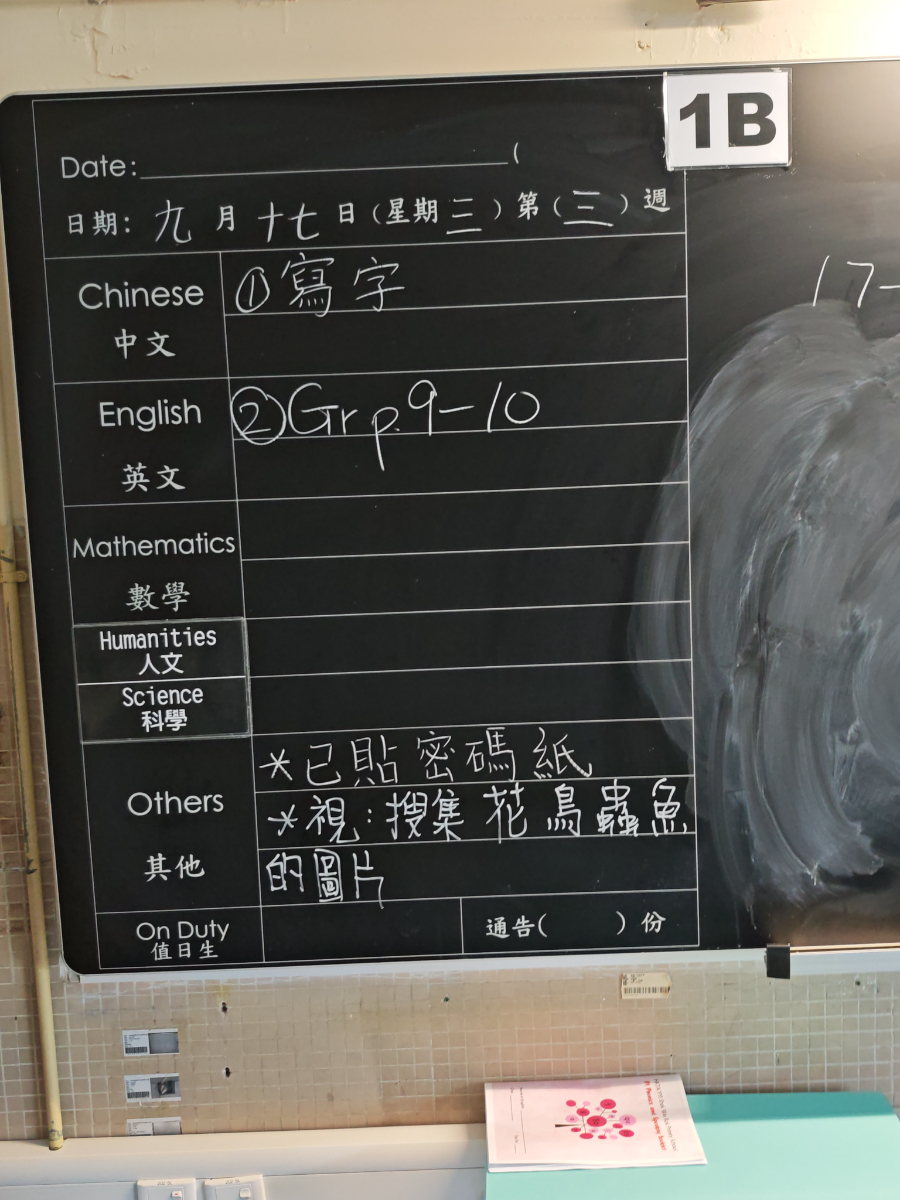 1B
Date:
日期: 九月十七日(星期三)第(三)週
17-
Chinese
中文
①寫字
English
英文
②Gr p.9-10
Mathematics
數學
Humanities
人文
Science
科學
Others
其他
*已貼密碼紙
*視:搜集花鳥蟲魚
的圖片
On Duty
值日生
通告( )份